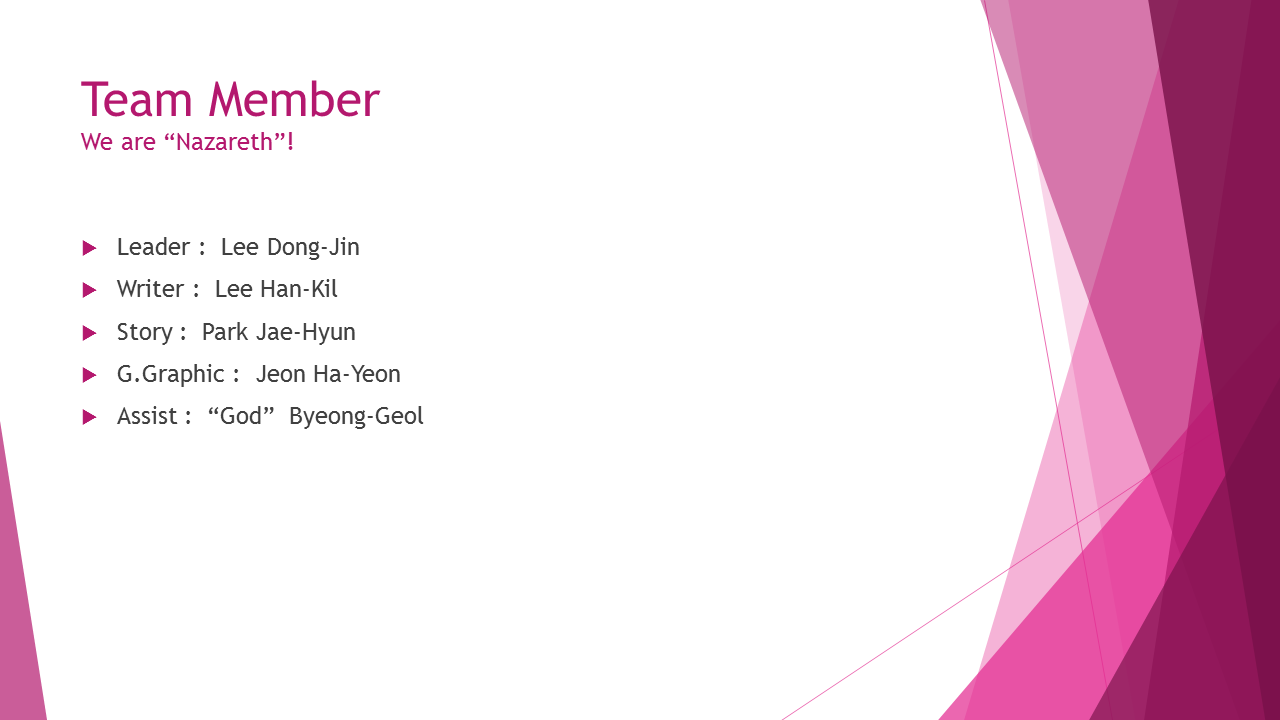 Team Member
We are “Nazareth”!
Leader :  Lee Dong-Jin
Writer :  Lee Han-Kil
Story :  Park Jae-Hyun
G.Graphic :  Jeon Ha-Yeon
Assist :  “God”  Byeong-Geol